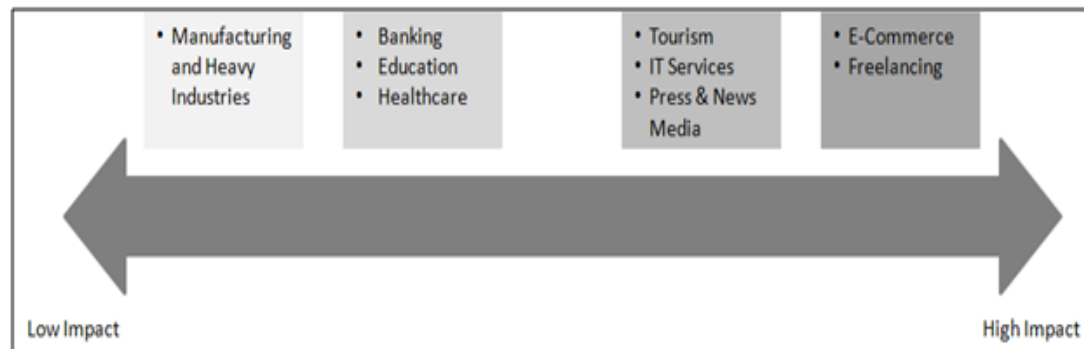 • Manufacturing
and Heavy
Industries
• Banking
• Education
• Healthcare
• Tourism
• IT Services
• Press & News
Media
• E-Commerce
• Freelancing
Low Impact
High Impact